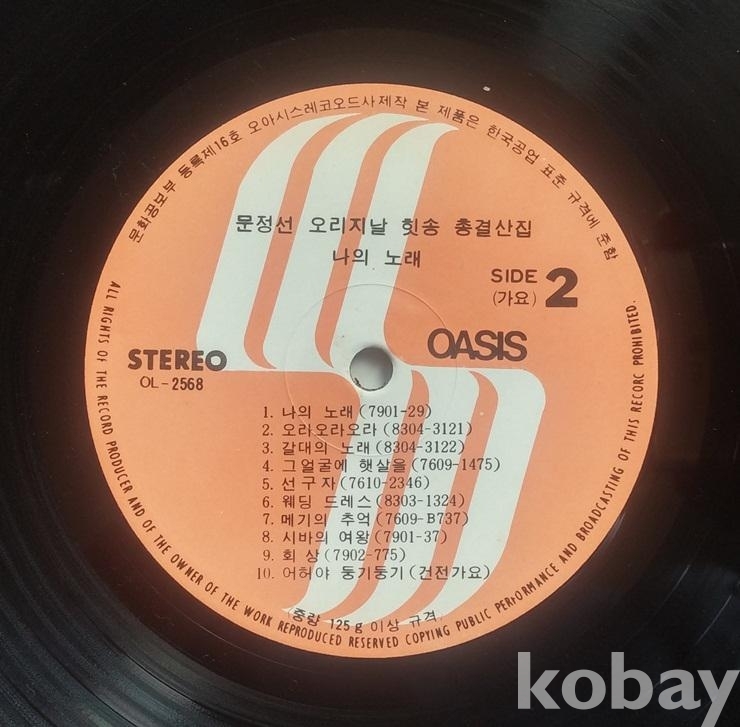 문화공보부 등록제16호 오아시스레코오드사제작 본 제품은 한국공업 표준 규격에 준함
문정선 오리지날 힛송 총결산집
나의 노래
SIDE 2
(가요)
OASIS
STEREO
OL-2568
1. 나의 노래(7901-29)
2. 오라오라오라(8304-3121)
3. 갈대의 노래(8304-3122)
4. 그얼굴에 햇살을(7609-1475)
5. 선구자(7610-2346)
6. 웨딩 드레스(8303-1324)
7. 메기의 추억(7609-B737)
8. 시바의 여왕(7901-37)
9. 회상(7902-775)
10. 어허야 둥기둥기(건전가요)
(중량 125g 이상 규격)
ALL RIGHTS OF THE RECORD PRODUCER AND OF THE OWNER OF THE WORK REPRODUCED RESERVED COPYING PUBLIC PERFORMANCE AND BROADCASTING OF THIS RECORC PROHIBITED.
kobay